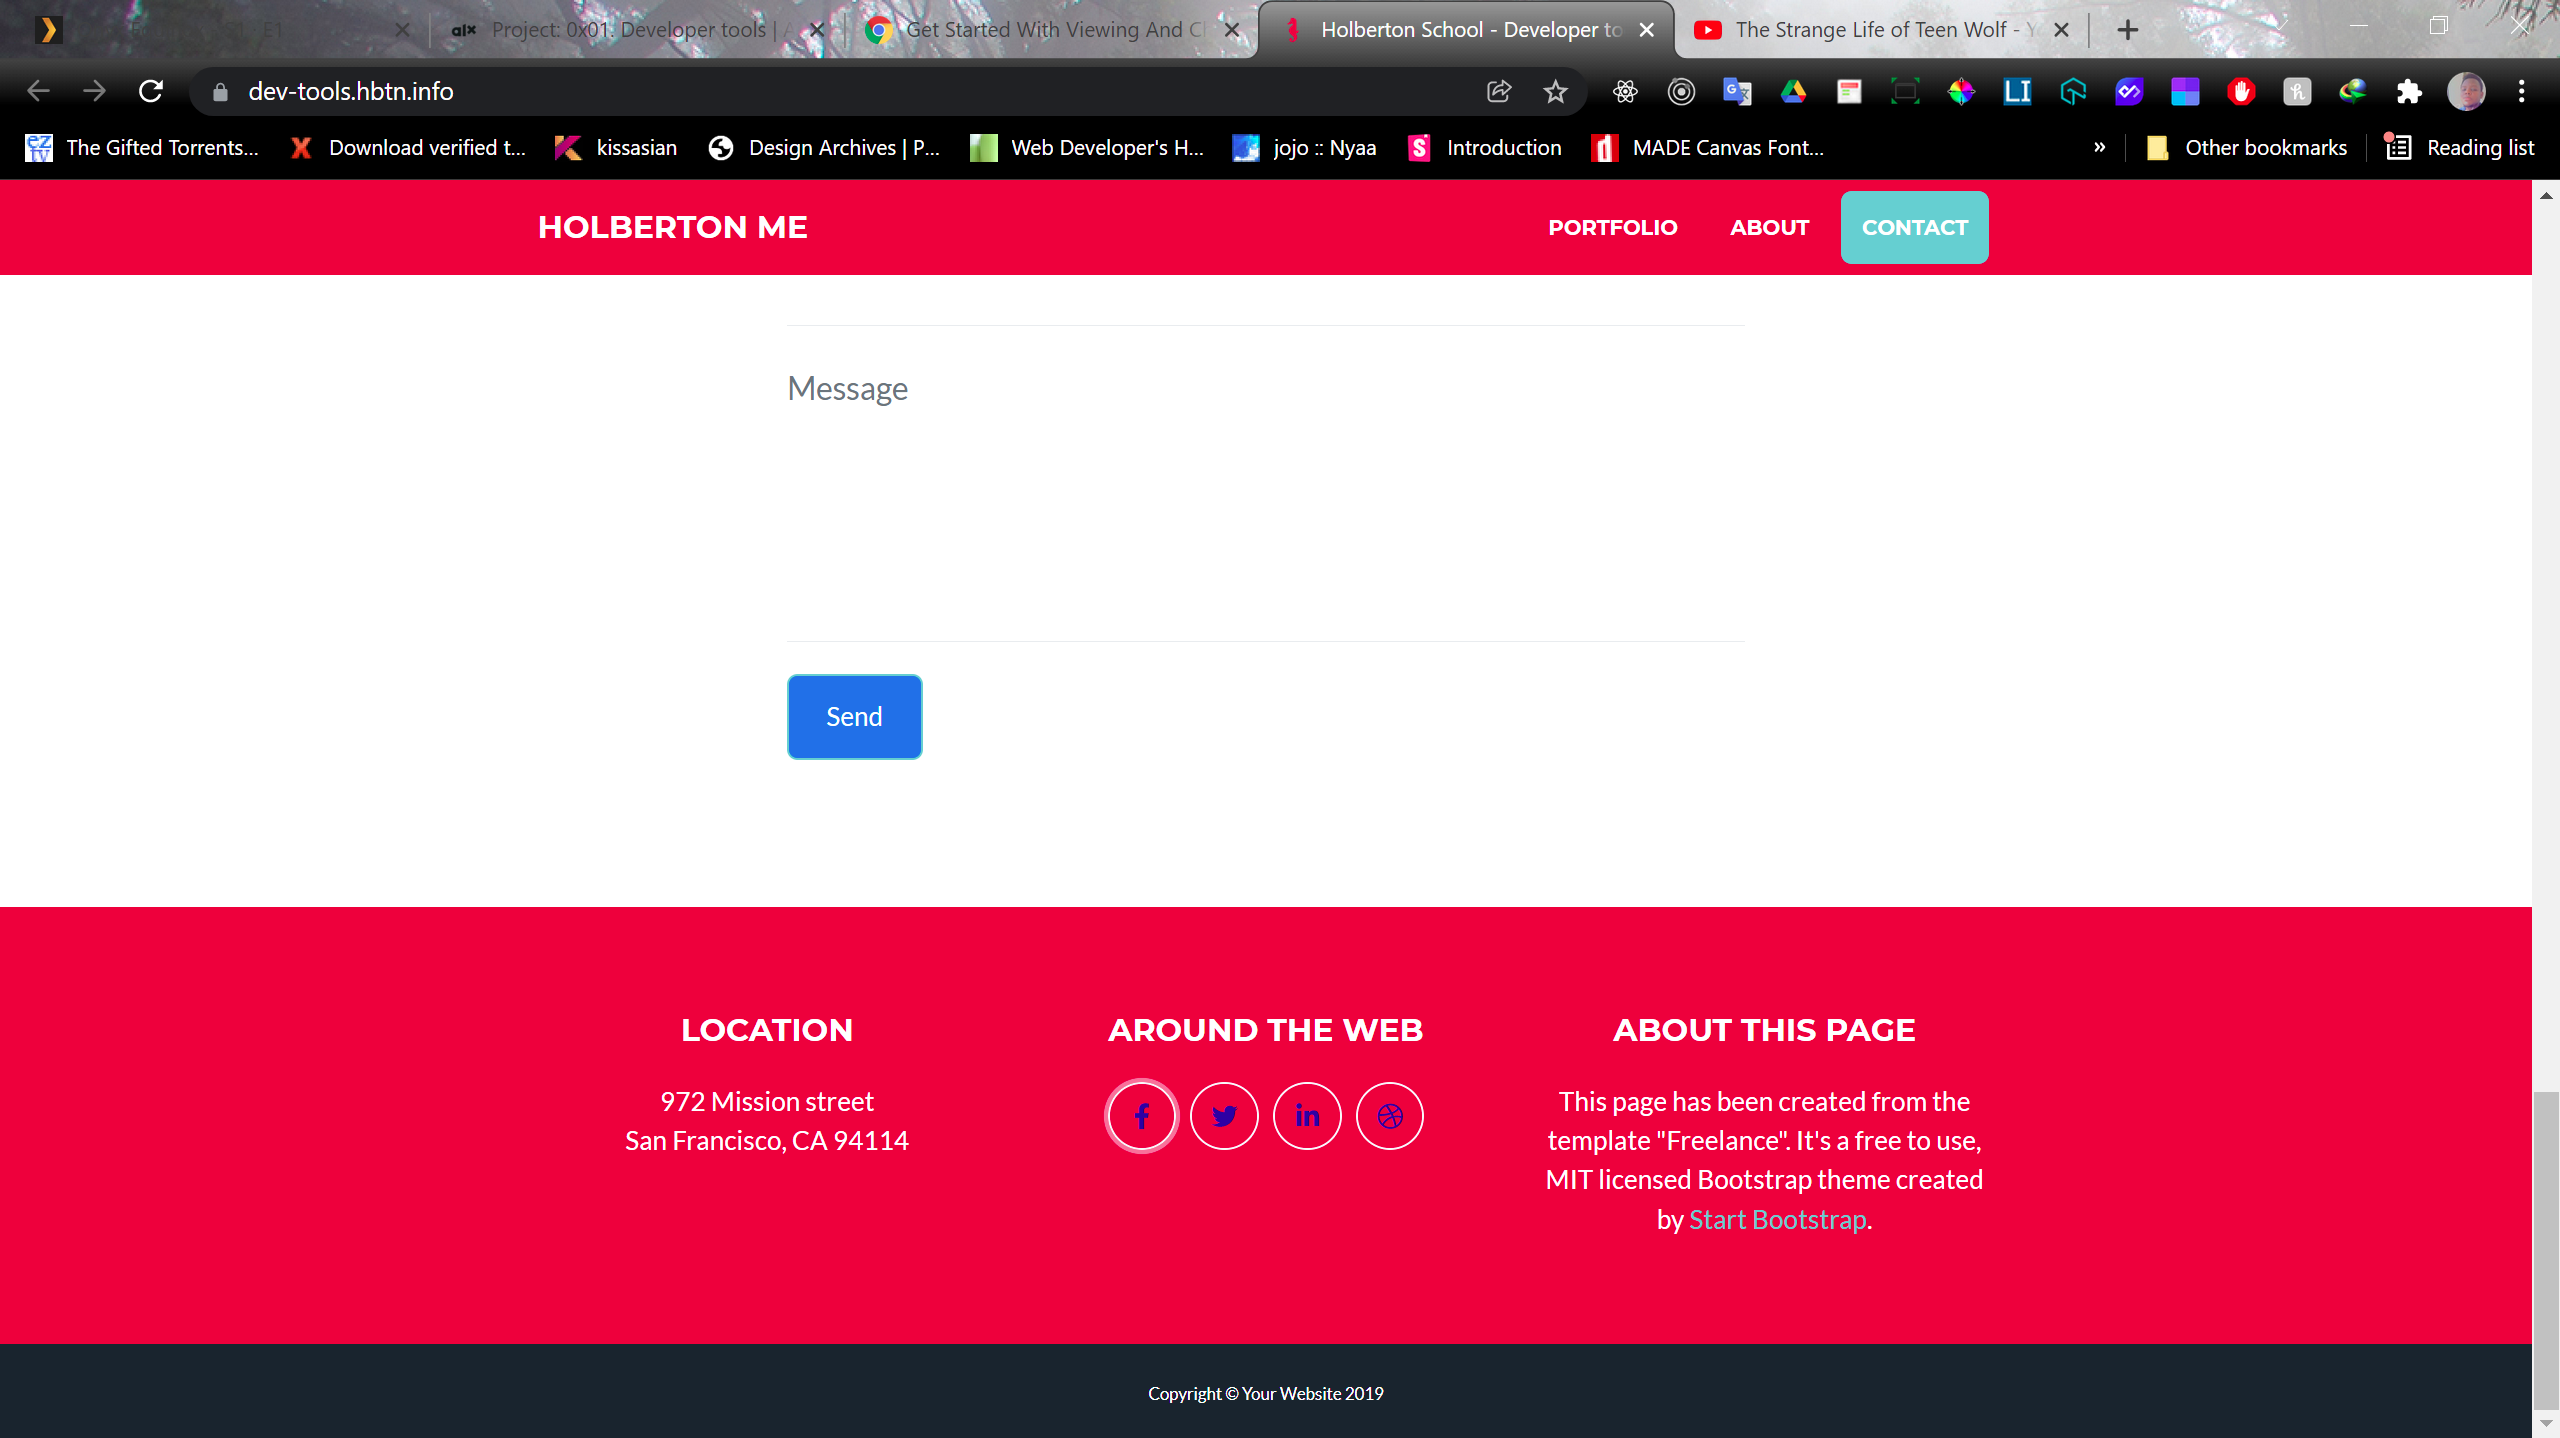 alx Project: 0x01. Developer tools |
Get Started With Viewing And C
Holberton School - Developer to
The Strange Life of Teen Wolf -
dev-tools.hbtn.info
The Gifted Torrents...
Download verified t...
kissasian
Design Archives | P...
Web Developer's H...
jojo :: Nyaa
Introduction
MADE Canvas Font...
»
Other bookmarks
Reading list
HOLBERTON ME
PORTFOLIO
ABOUT
CONTACT
Message
Send
LOCATION
972 Mission street
San Francisco, CA 94114
AROUND THE WEB
ABOUT THIS PAGE
This page has been created from the
template "Freelance". It's a free to use,
MIT licensed Bootstrap theme created
by Start Bootstrap.
Copyright © Your Website 2019